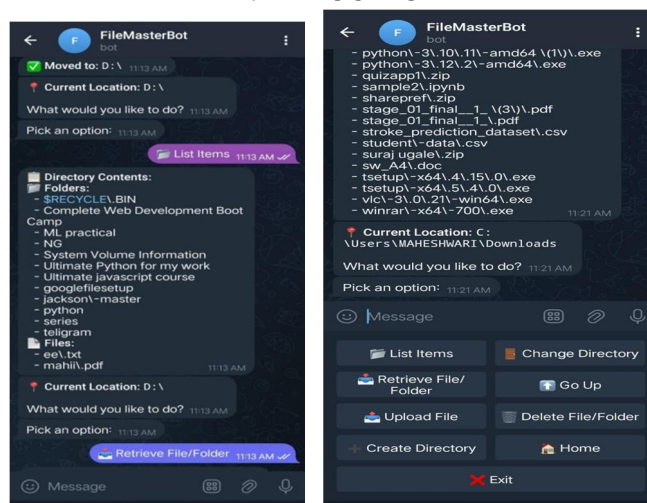 FileMasterBot
bot
✅ Moved to: D:\ 11:13 AM
📍 Current Location: D:\
What would you like to do? 11:13 AM
Pick an option: 11:13 AM
📂 List Items 11:13 AM
📋 Directory Contents:
📁 Folders:
- $RECYCLE\.BIN
- Complete Web Development Boot
Camp
- ML practical
- NG
- System Volume Information
- Ultimate Python for my work
- Ultimate javascript course
- googlefilesetup
- jackson\-master
- python
- series
- teligram
📄 Files:
- ee\.txt
- mahii\.pdf 11:13 AM
📍 Current Location: D:\
What would you like to do? 11:13 AM
Pick an option: 11:13 AM
📥 Retrieve File/Folder 11:13 AM
Message
FileMasterBot
bot
- python\-3\.10\.11\-
amd64 \(1\)\.exe
- python\-3\.12\.2\-amd64\.exe
- quizapp1\.zip
- sample2\.ipynb
- sharepref\.zip
- stage_01_final__1_ \(3\)\.pdf
- stage_01_final__1_\.pdf
- stroke_prediction_
dataset\.csv
- student\-data\.csv
- suraj ugale\.zip
- sw_A4\.doc
- tsetup\-x64\.4\.15\.0\.exe
- tsetup\-x64\.5\.4\.0\.exe
- vlc\-3\.0\.21\-win64\.exe
- winrar\-x64\-700\.exe 11:21 AM
📍 Current Location: C:
\Users\MAHESHWARI\Downloads
What would you like to do? 11:21 AM
Pick an option: 11:21 AM
Message
📂 List Items
🚪 Change Directory
📥 Retrieve File/
Folder
⬆️ Go Up
📤 Upload File
🗑️ Delete File/Folder
➕ Create Directory
🏠 Home
❌ Exit